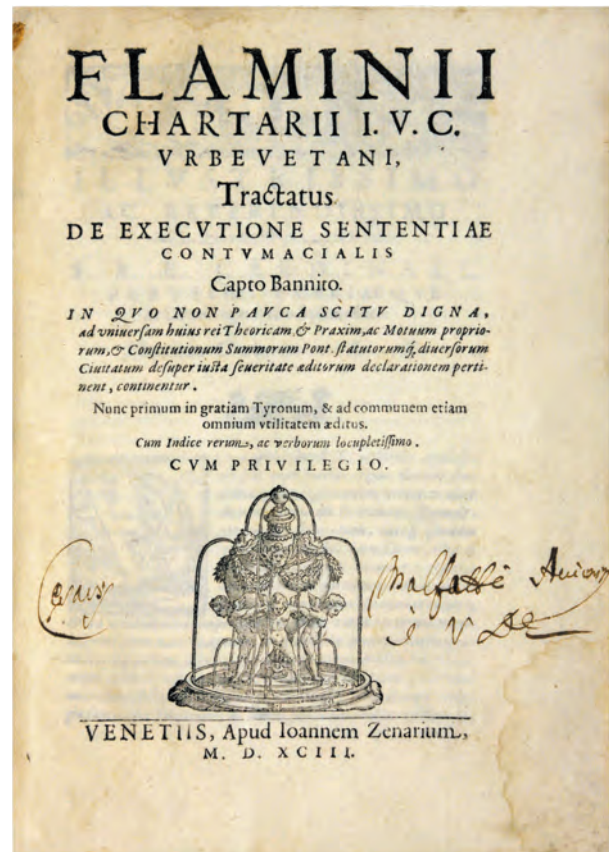 FLAMINII
CHARTARII I. V. C.
VRBEVETANI,
Tractatus
DE EXECVTIONE SENTENTIAE
CONTVMACIALIS
Capto Bannito.
IN QVO NON PAVCA SCITV DIGNA,
ad vniuersam huius rei Theoricam, & Praxim, ac Motuum proprio-
rum, & Constitutionum Summorum Pont. statutorumq́; diuersorum
Ciuitatum desuper iusta seueritate æditorum declarationem perti-
nent, continentur.
Nunc primum in gratiam Tyronum, & ad communem etiam
omnium vtilitatem æditus.
Cum Indice rerum, ac verborum locupletissimo.
CVM PRIVILEGIO.
VENETIIS, Apud Ioannem Zenarium,
M. D. XCIII.